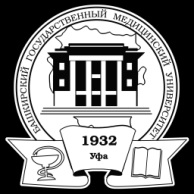 БАШКИРСКИЙ ГОСУДАРСТВЕННЫЙ МЕДИЦИНСКИЙ УНИВЕРСИТЕТ
1932
Уфа